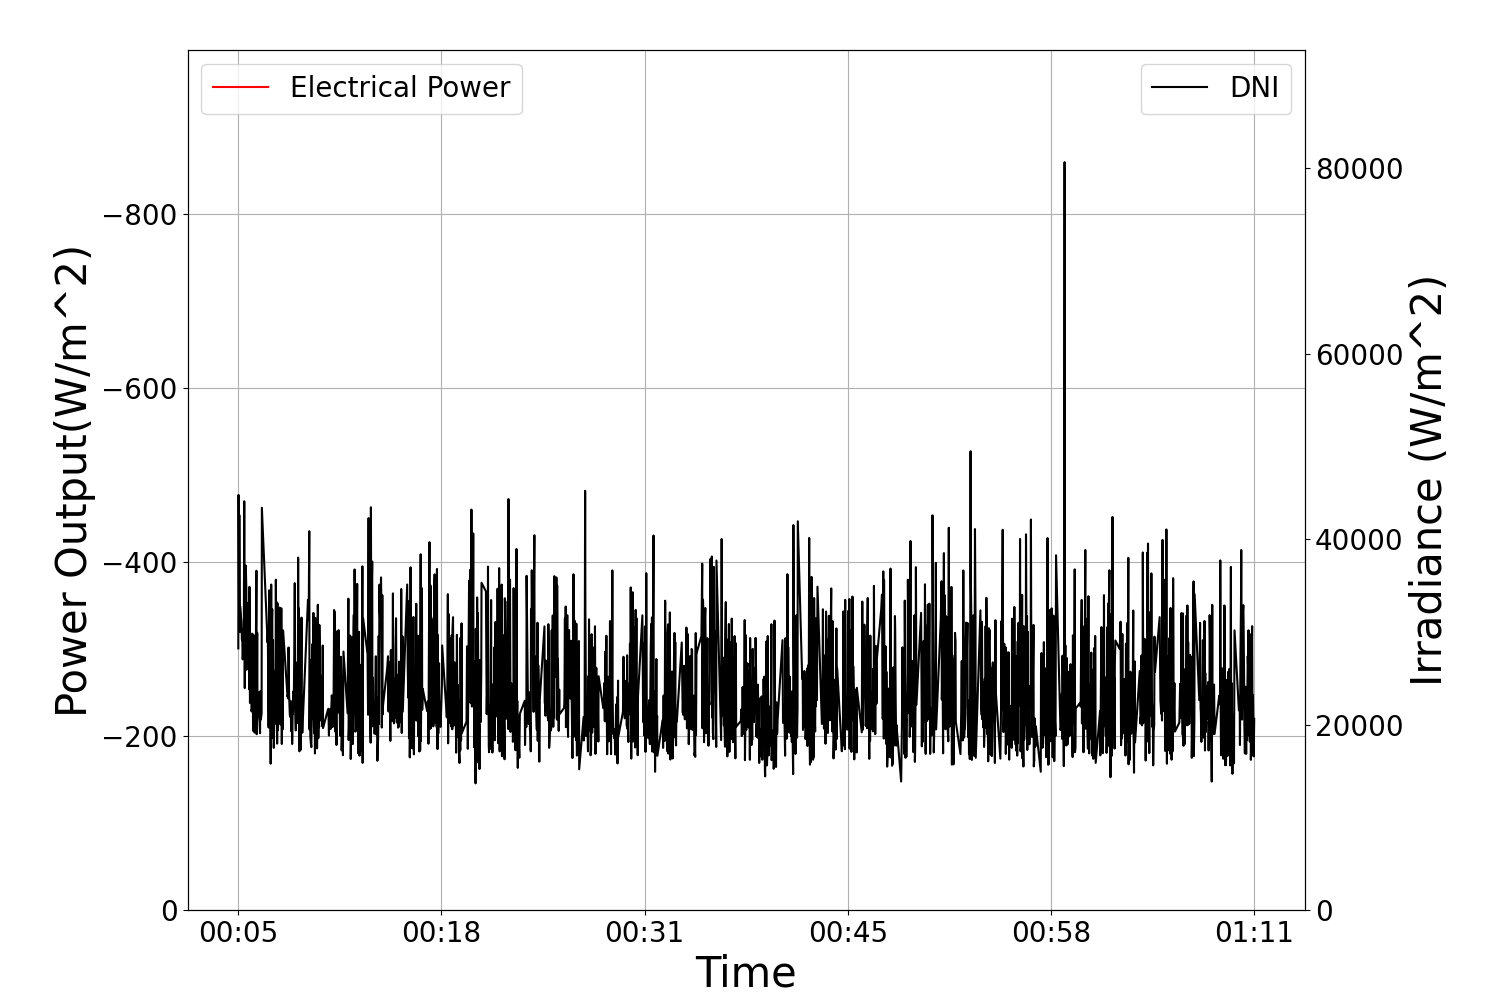 Electrical Power
DNI
Power Output(W/m^2)
−800
−600
−400
−200
0
80000
60000
40000
20000
0
Irradiance (W/m^2)
00:05 00:18 00:31 00:45 00:58 01:11
Time